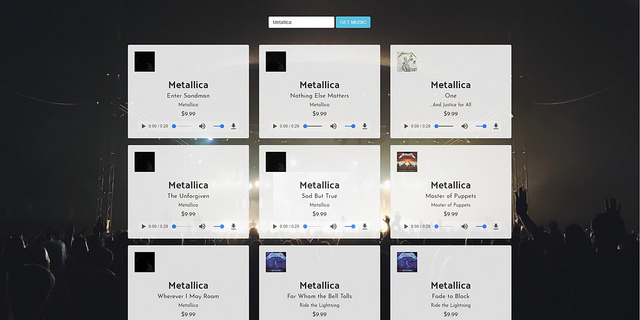 Metallica GET MUSIC
Metallica
Enter Sandman
Metallica
$9.99
0:00 / 0:29
Metallica
Nothing Else Matters
Metallica
$9.99
0:00 / 0:29
Metallica
One
...And Justice for All
$9.99
0:00 / 0:29
Metallica
The Unforgiven
Metallica
$9.99
0:00 / 0:29
Metallica
Sad But True
Metallica
$9.99
0:00 / 0:29
Metallica
Master of Puppets
Master of Puppets
$9.99
0:00 / 0:29
Metallica
Wherever I May Roam
Metallica
$9.99
Metallica
For Whom the Bell Tolls
Ride the Lightning
$9.99
Metallica
Fade to Black
Ride the Lightning
$9.99